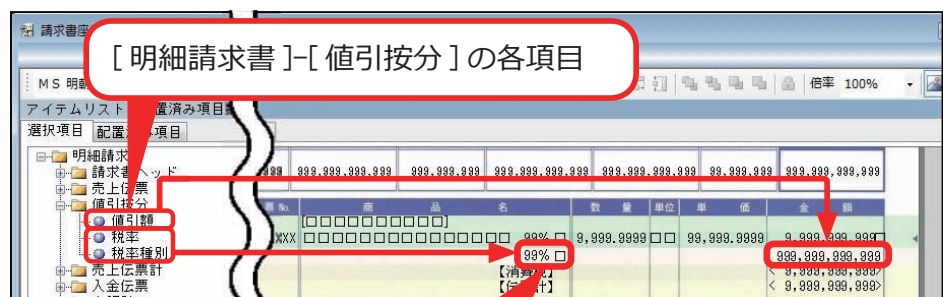 請求書座
[明細請求書]-[値引按分]の各項目
MS 明朝
倍率 100%
アイテムリスト 置済み項目
選択項目 配置済み項目
明細請求
請求書ヘッド
売上伝票
値引按分
値引額
税率
税率種別
売上伝票計
入金伝票
999 999,999,999,999 999,999,999 999,999,999,999 999,999,999,999 99,999,999 999,999,999,999
票 No. 商 品 名 数 量 単位 単 価 金 額
[□□□□□□□□□□]
XXX □□□□□□□□□□□□□□□ 99% □ 9,999.9999 □□ 99,999.9999 9,999,999,999□
99% □ 999,999,999,999
【消費税】 < 9,999,999,999>
【伝票計】 < 9,999,999,999>